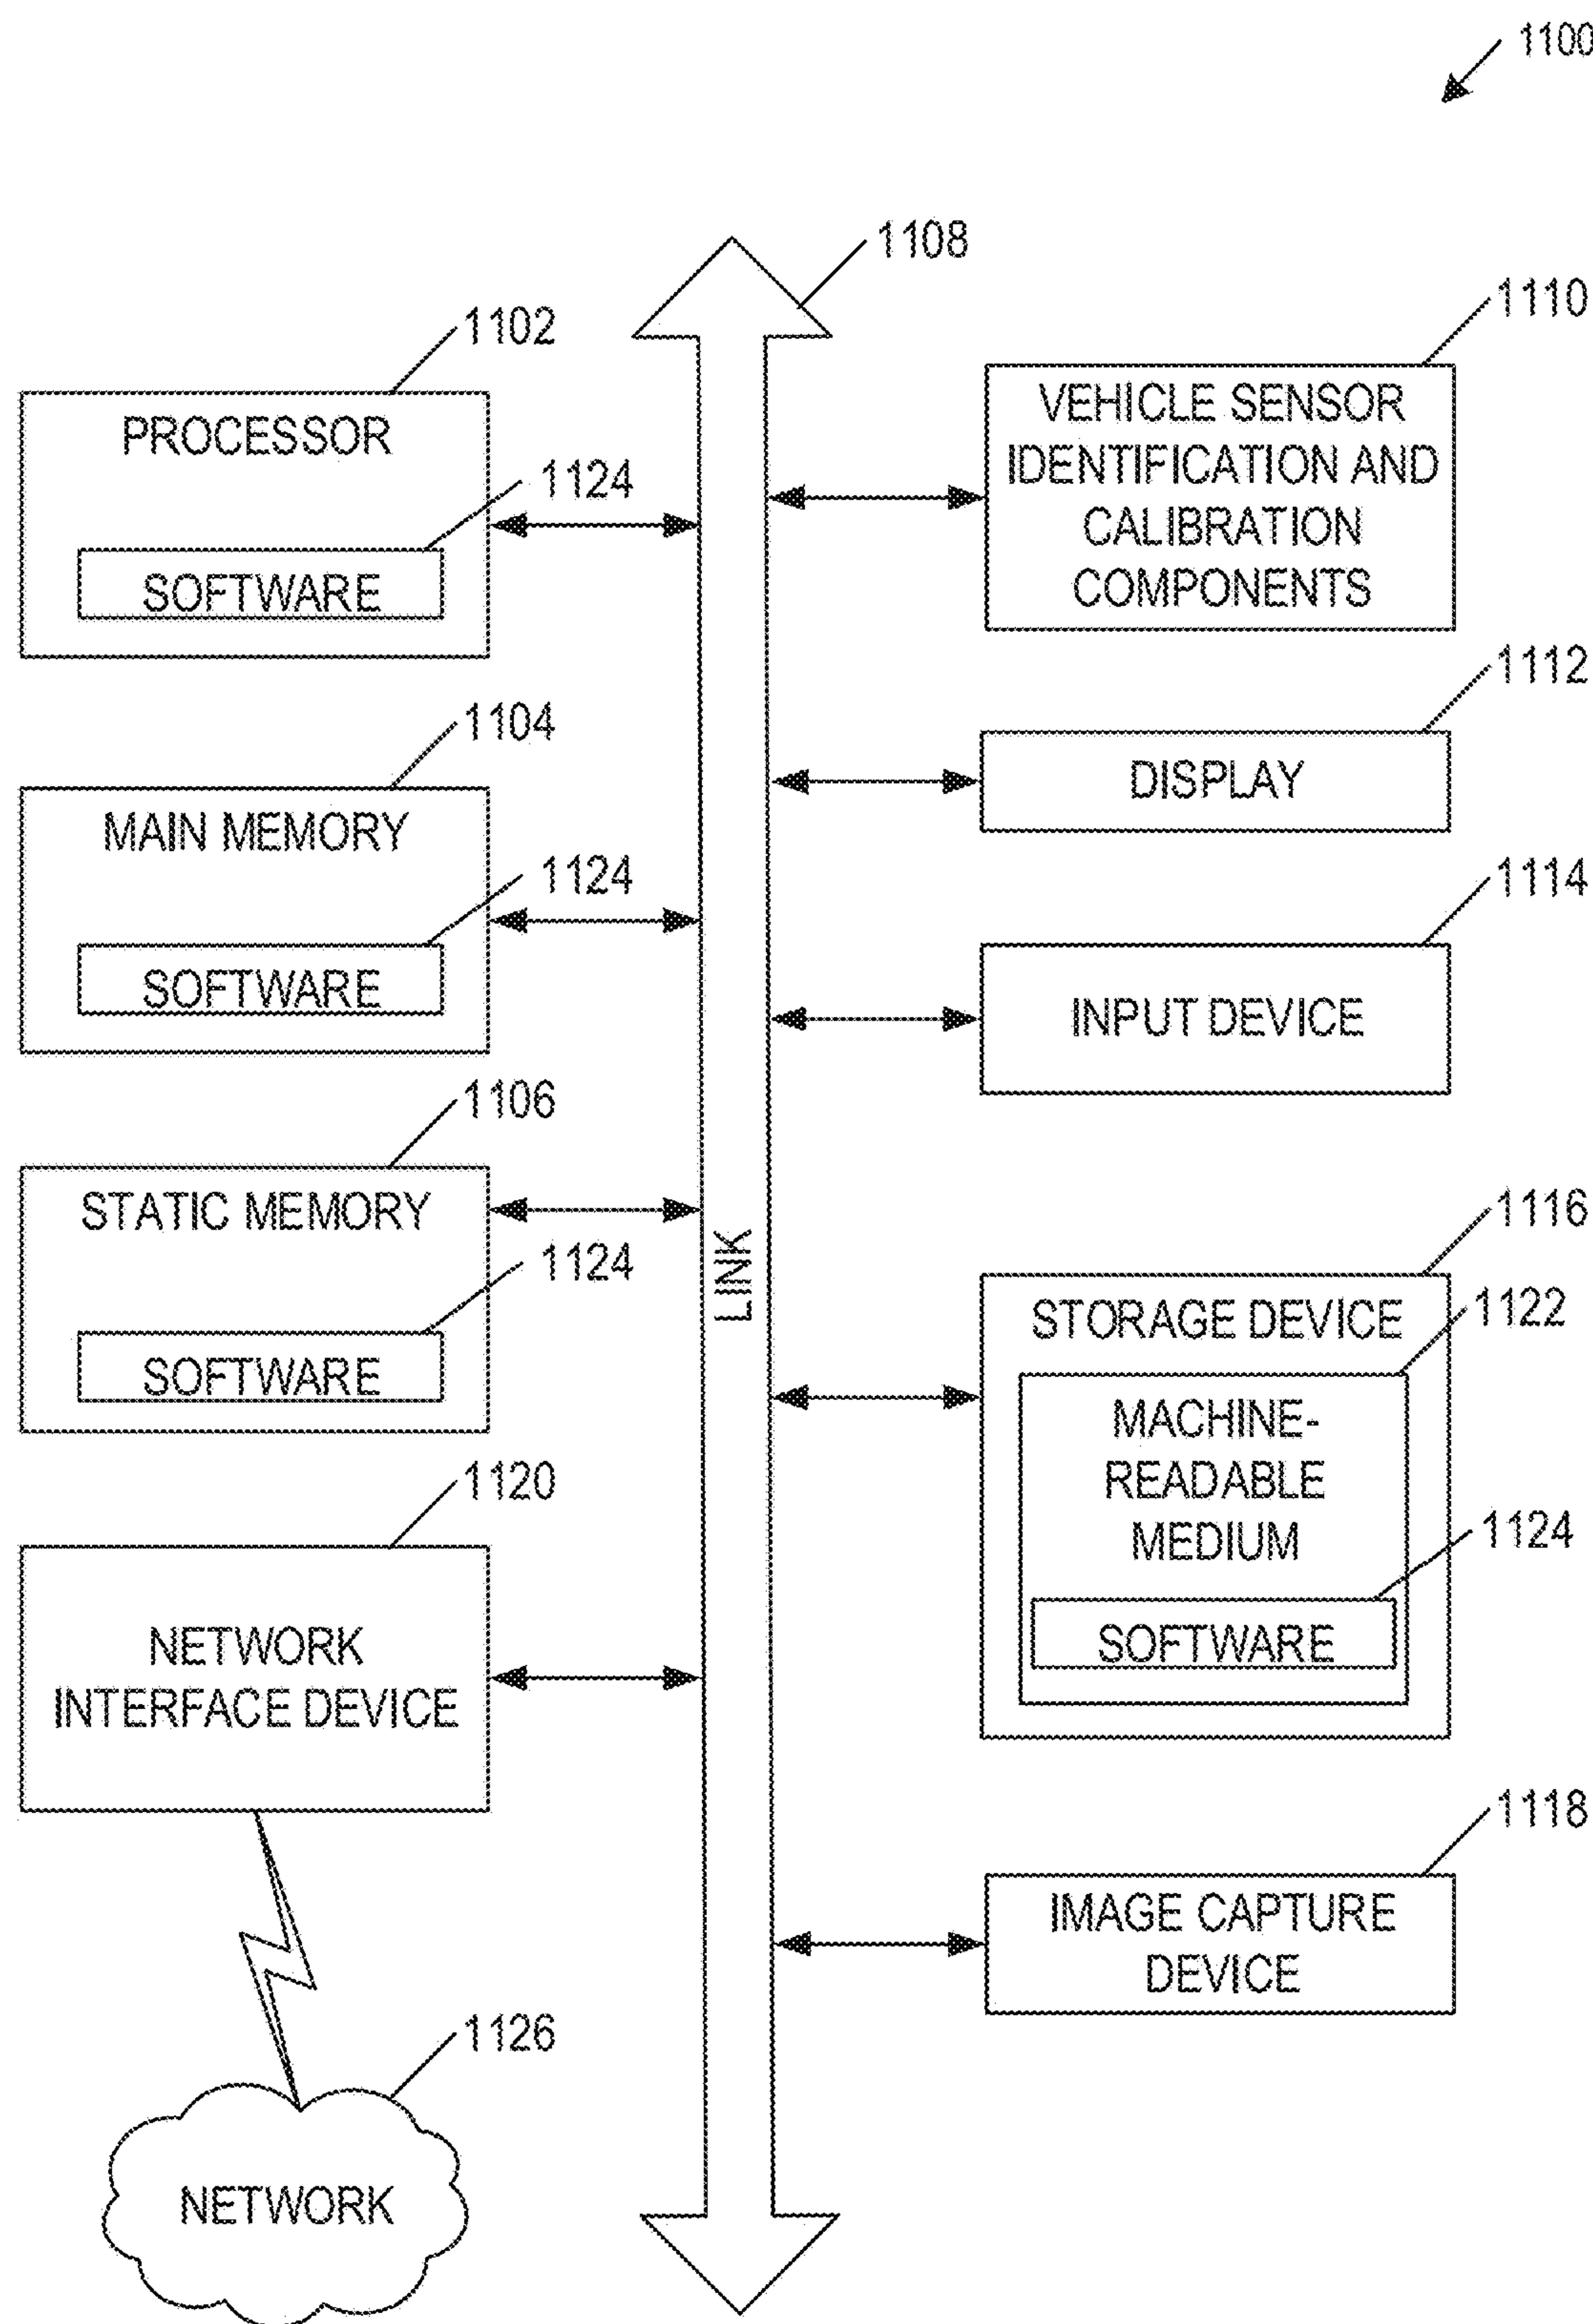 1100
1108
1102
PROCESSOR
1124
SOFTWARE
1104
MAIN MEMORY
1124
SOFTWARE
1106
STATIC MEMORY
1124
SOFTWARE
1120
NETWORK
INTERFACE DEVICE
1126
NETWORK
LINK
1110
VEHICLE SENSOR
IDENTIFICATION AND
CALIBRATION
COMPONENTS
1112
DISPLAY
1114
INPUT DEVICE
1116
STORAGE DEVICE
1122
MACHINE-
READABLE
MEDIUM
1124
SOFTWARE
1118
IMAGE CAPTURE
DEVICE